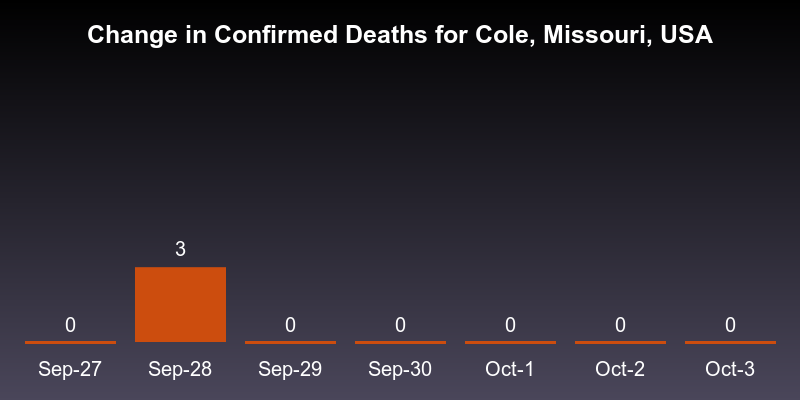 Change in Confirmed Deaths for Cole, Missouri, USA
3
0 0 0 0 0 0
Sep-27 Sep-28 Sep-29 Sep-30 Oct-1 Oct-2 Oct-3